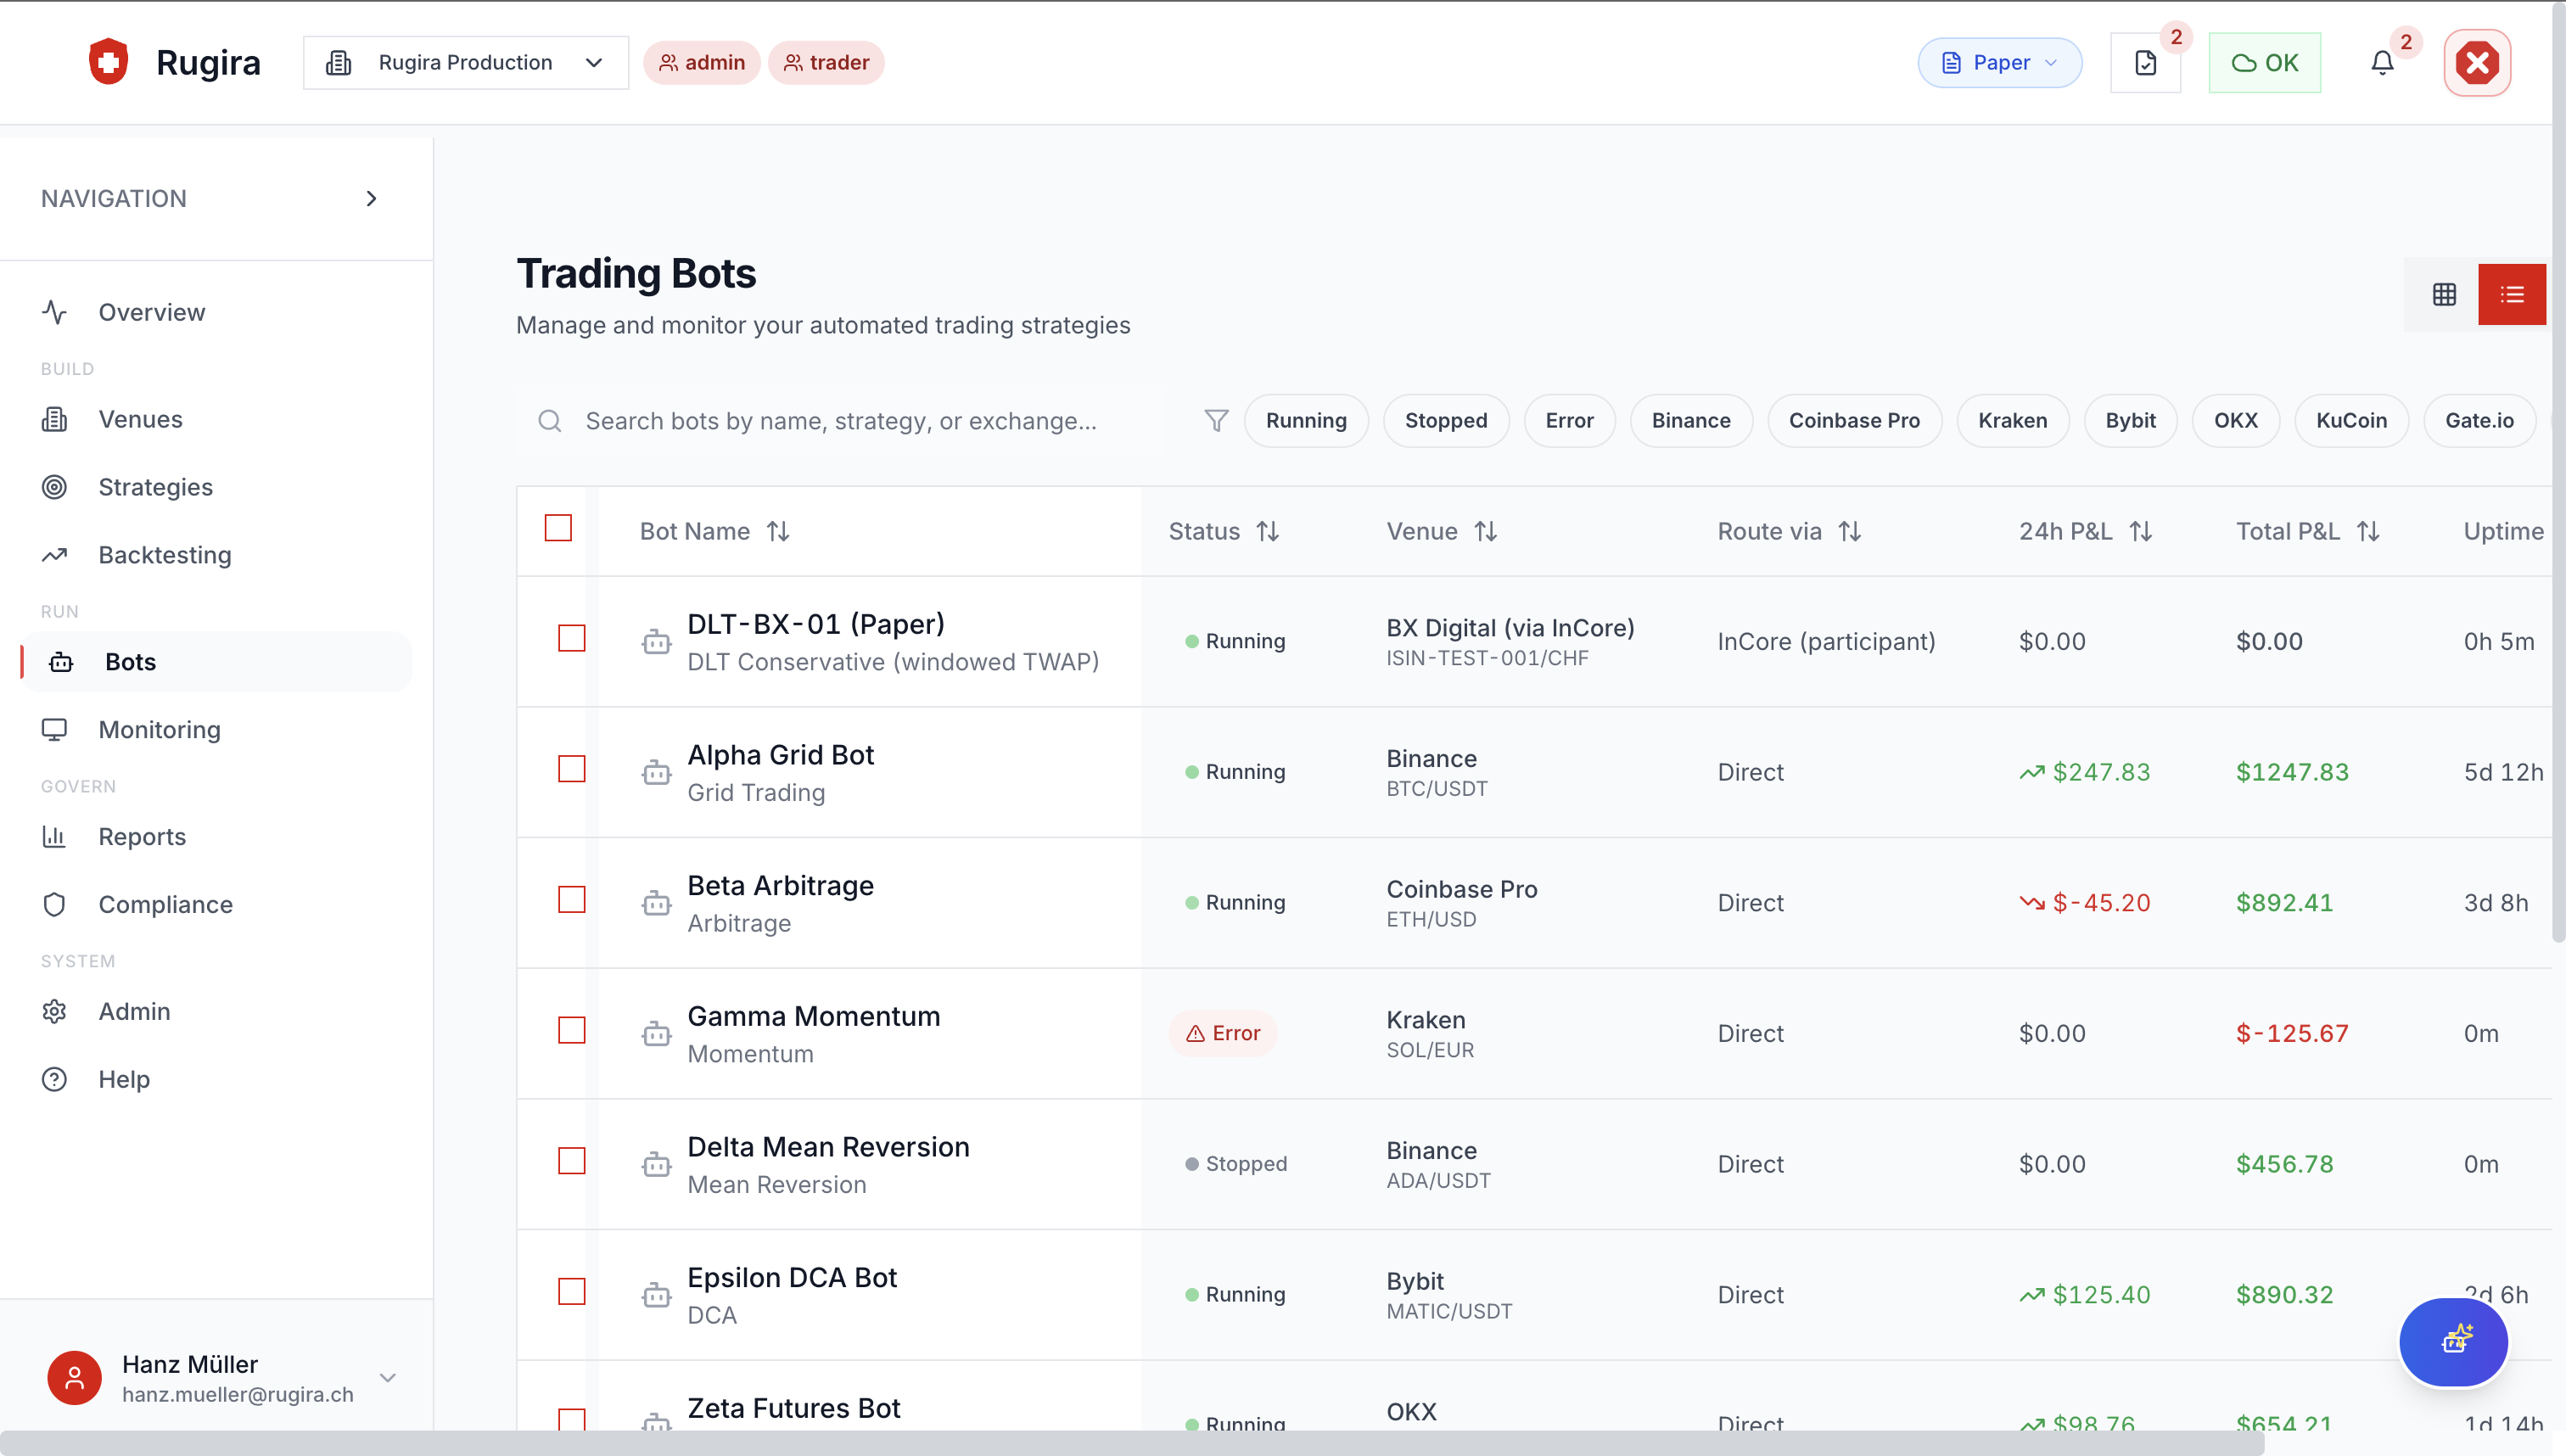 Rugira
Rugira Production
admin
trader
Paper
2
OK
2
NAVIGATION
Overview
BUILD
Venues
Strategies
Backtesting
RUN
Bots
Monitoring
GOVERN
Reports
Compliance
SYSTEM
Admin
Help
Hanz Müller
hanz.mueller@rugira.ch
Trading Bots
Manage and monitor your automated trading strategies
Search bots by name, strategy, or exchange...
Running Stopped Error Binance Coinbase Pro Kraken Bybit OKX KuCoin Gate.io
Bot Name Status Venue Route via 24h P&L Total P&L Uptime
DLT-BX-01 (Paper)
DLT Conservative (windowed TWAP)
Running
BX Digital (via InCore)
ISIN-TEST-001/CHF
InCore (participant)
$0.00
$0.00
0h 5m
Alpha Grid Bot
Grid Trading
Running
Binance
BTC/USDT
Direct
$247.83
$1247.83
5d 12h
Beta Arbitrage
Arbitrage
Running
Coinbase Pro
ETH/USD
Direct
$-45.20
$892.41
3d 8h
Gamma Momentum
Momentum
Error
Kraken
SOL/EUR
Direct
$0.00
$-125.67
0m
Delta Mean Reversion
Mean Reversion
Stopped
Binance
ADA/USDT
Direct
$0.00
$456.78
0m
Epsilon DCA Bot
DCA
Running
Bybit
MATIC/USDT
Direct
$125.40
$890.32
2d 6h
Zeta Futures Bot
Running
OKX
Direct
$98.76
$654.21
1d 14h